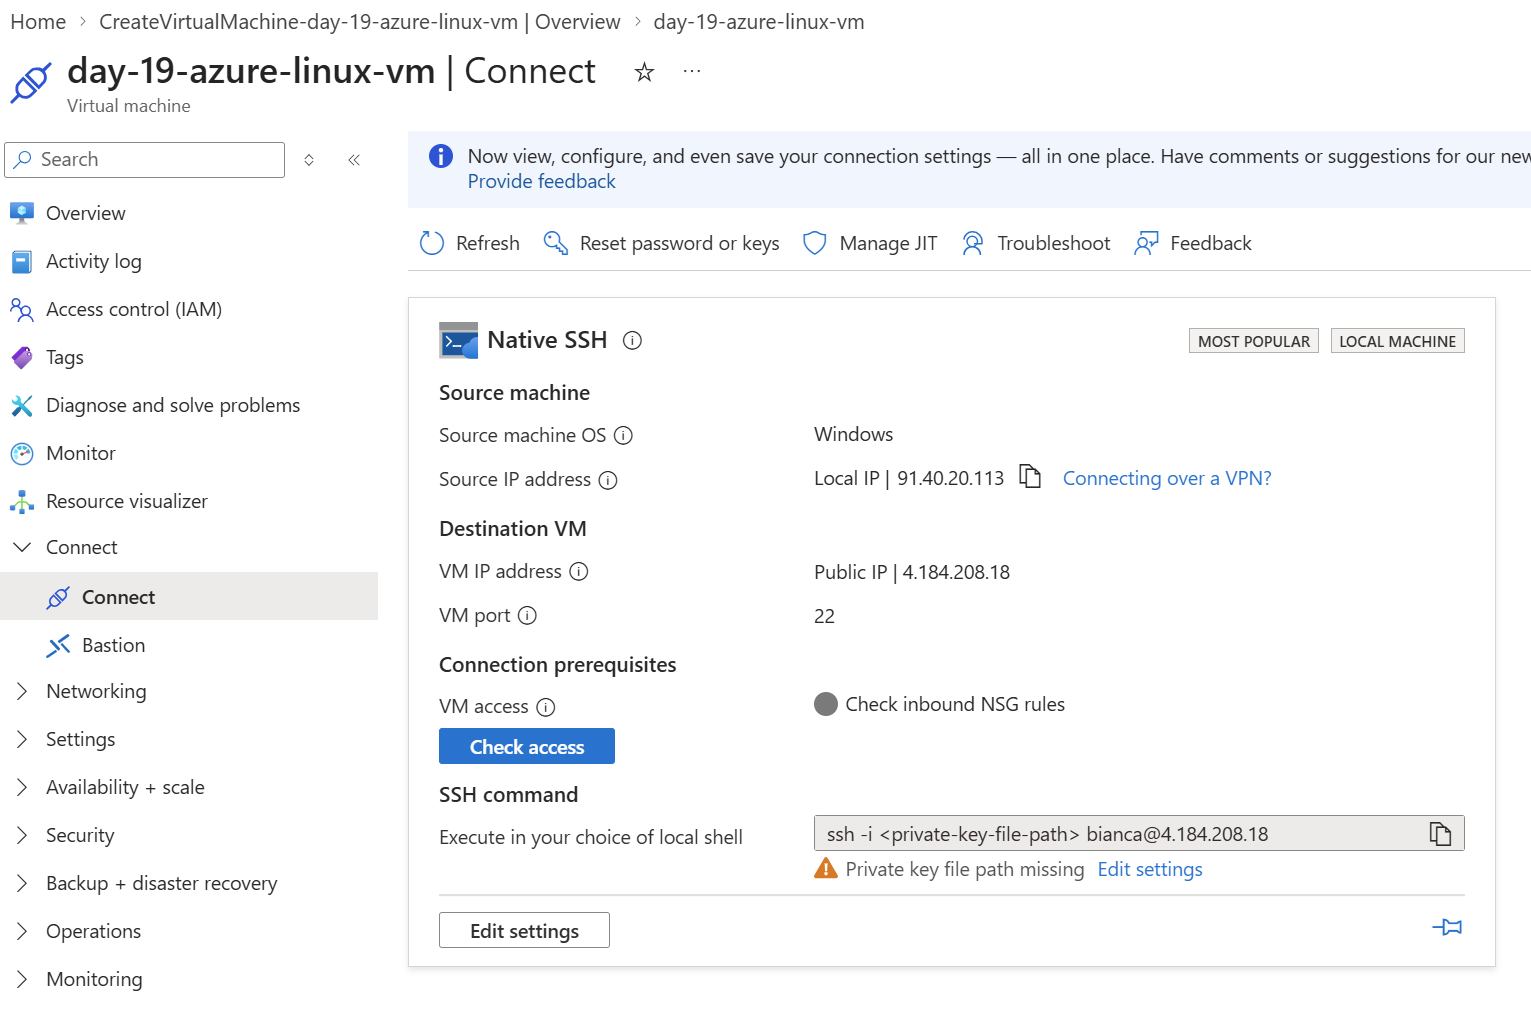 Home > CreateVirtualMachine-day-19-azure-linux-vm | Overview > day-19-azure-linux-vm
day-19-azure-linux-vm | Connect
Virtual machine
Search
Overview
Activity log
Access control (IAM)
Tags
Diagnose and solve problems
Monitor
Resource visualizer
Connect
Connect
Bastion
Networking
Settings
Availability + scale
Security
Backup + disaster recovery
Operations
Monitoring
Now view, configure, and even save your connection settings — all in one place. Have comments or suggestions for our new
Provide feedback
Refresh Reset password or keys Manage JIT Troubleshoot Feedback
Native SSH MOST POPULAR LOCAL MACHINE
Source machine
Source machine OS Windows
Source IP address Local IP | 91.40.20.113 Connecting over a VPN?
Destination VM
VM IP address Public IP | 4.184.208.18
VM port 22
Connection prerequisites
VM access Check inbound NSG rules
Check access
SSH command
Execute in your choice of local shell ssh -i <private-key-file-path> bianca@4.184.208.18
Private key file path missing Edit settings
Edit settings